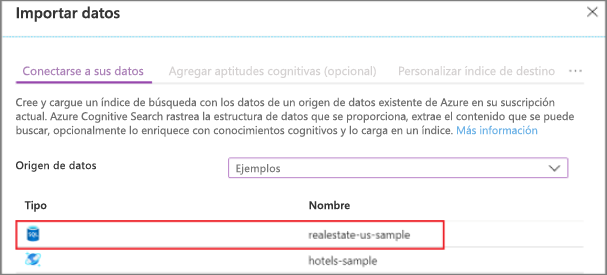 Importar datos
Conectarse a sus datos Agregar aptitudes cognitivas (opcional) Personalizar índice de destino ...
Cree y cargue un índice de búsqueda con los datos de un origen de datos existente de Azure en su suscripción
actual. Azure Cognitive Search rastrea la estructura de datos que se proporciona, extrae el contenido que se puede
buscar, opcionalmente lo enriquece con conocimientos cognitivos y lo carga en un índice. Más información
Origen de datos Ejemplos
Tipo Nombre
SQL realestate-us-sample
hotels-sample